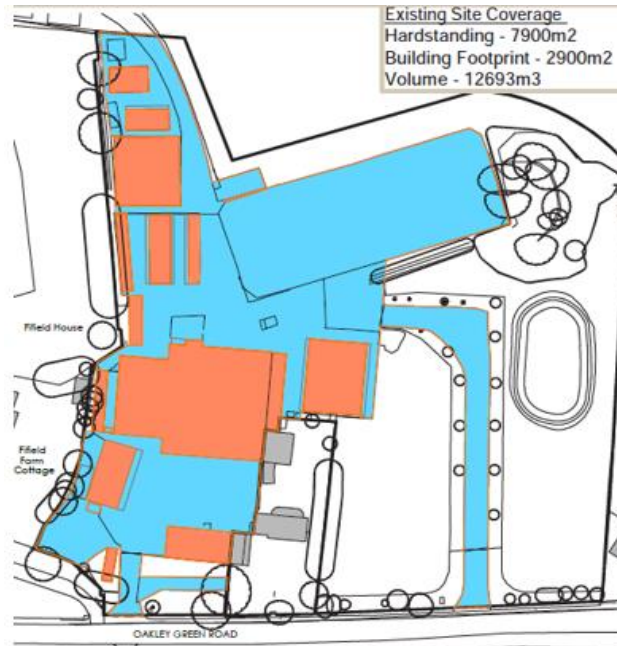 Existing Site Coverage
Hardstanding - 7900m2
Building Footprint - 2900m2
Volume - 12693m3
Fifield House
Fifield
Farm
Cottage
OAKLEY GREEN ROAD